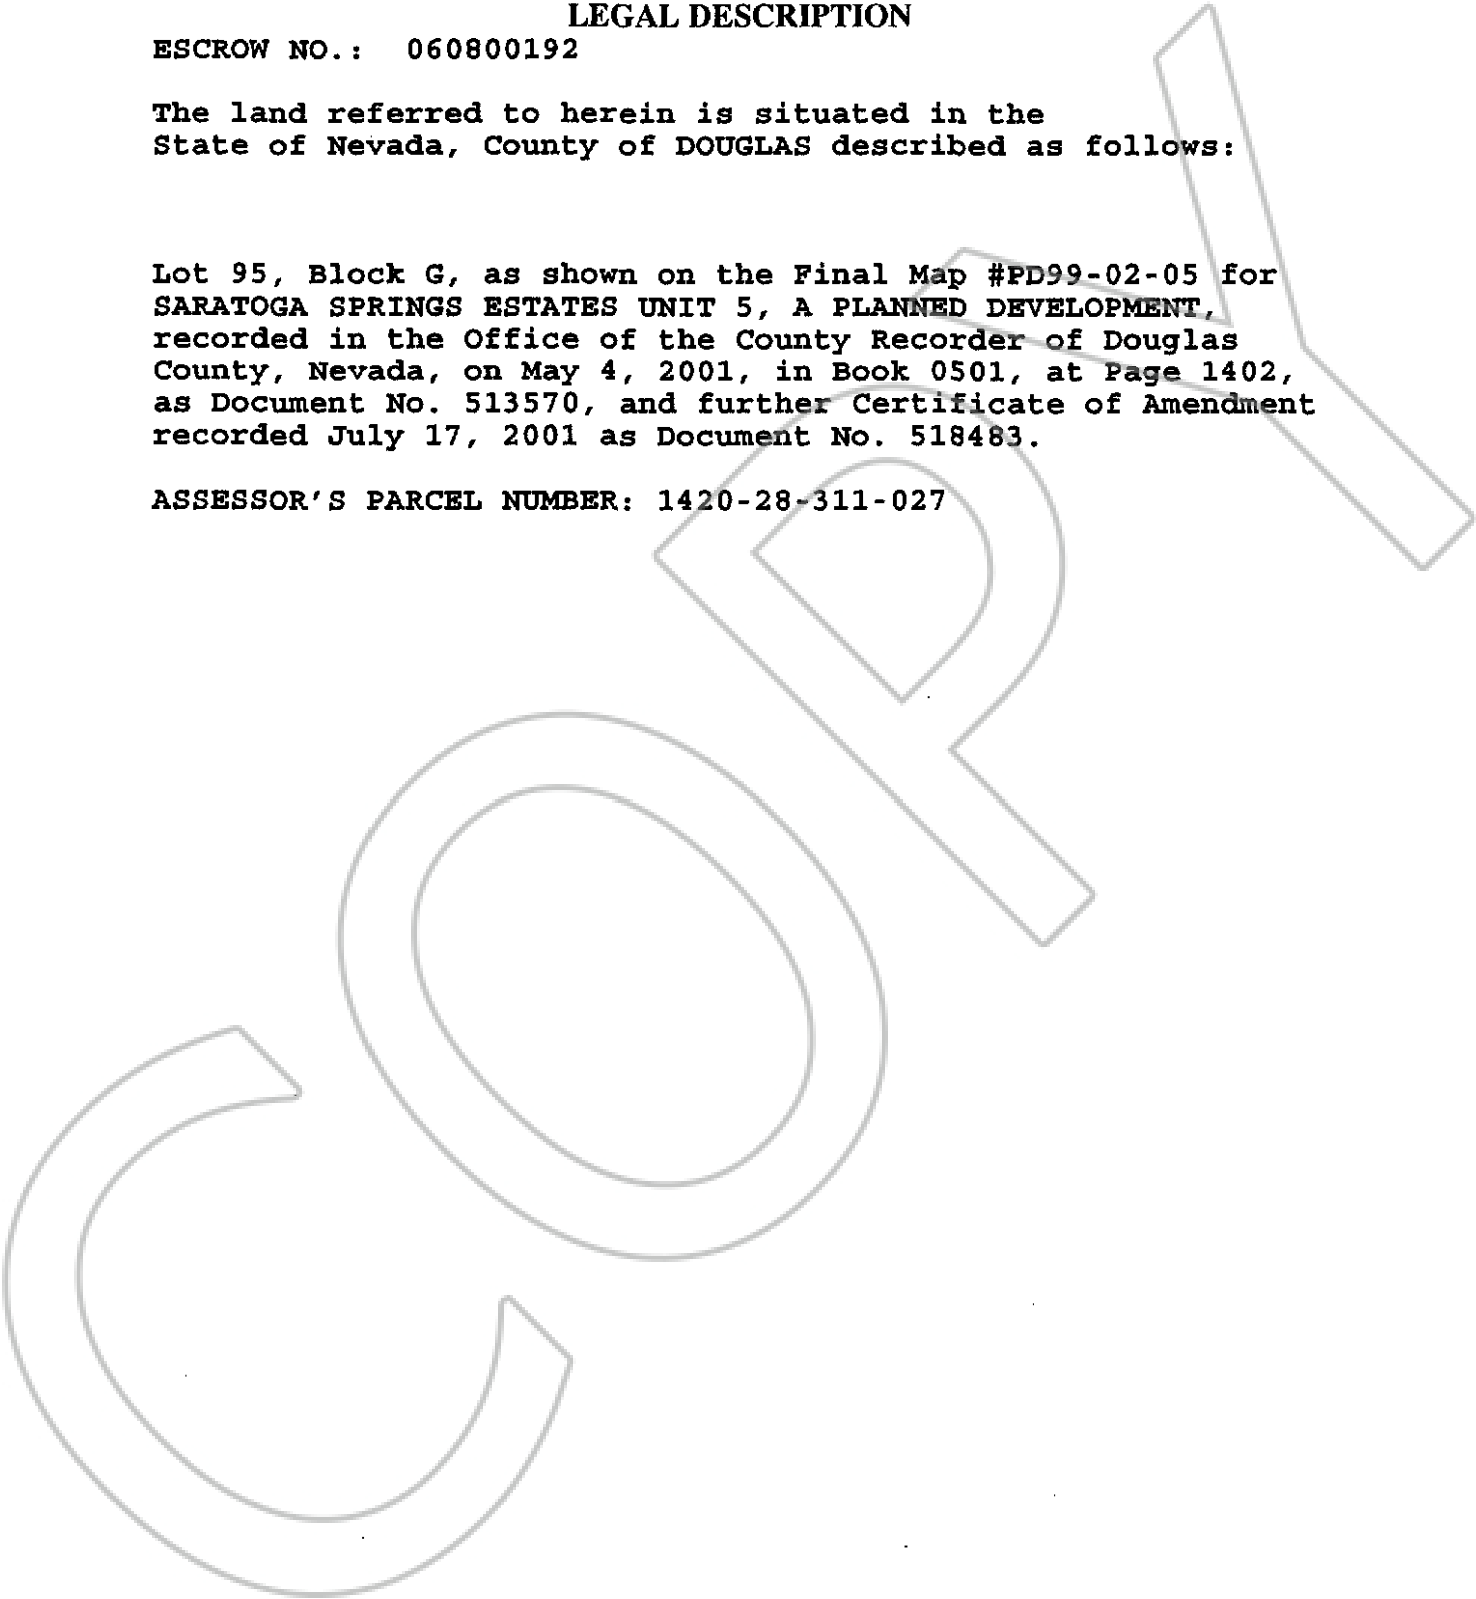 LEGAL DESCRIPTION
ESCROW NO.: 060800192
The land referred to herein is situated in the
State of Nevada, County of DOUGLAS described as follows:
Lot 95, Block G, as shown on the Final Map #PD99-02-05 for
SARATOGA SPRINGS ESTATES UNIT 5, A PLANNED DEVELOPMENT,
recorded in the Office of the County Recorder of Douglas
County, Nevada, on May 4, 2001, in Book 0501, at Page 1402,
as Document No. 513570, and further Certificate of Amendment
recorded July 17, 2001 as Document No. 518483.
ASSESSOR'S PARCEL NUMBER: 1420-28-311-027
COPY